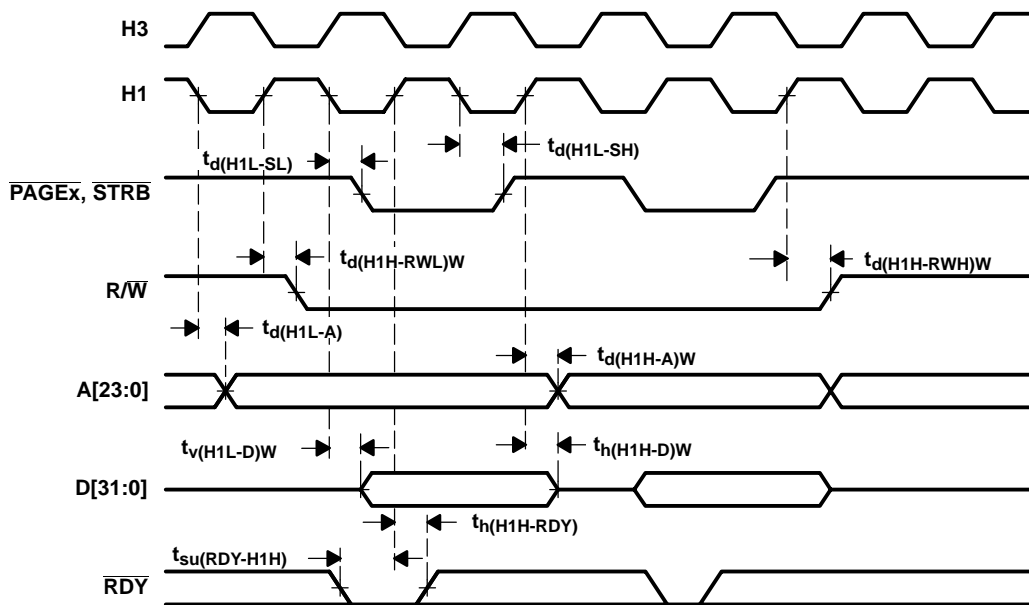 H3
H1
td(H1L-SL)
td(H1L-SH)
PAGEx, STRB
td(H1H-RWL)W
td(H1H-RWH)W
R/W
td(H1L-A)
td(H1H-A)W
A[23:0]
tv(H1L-D)W
th(H1H-D)W
D[31:0]
th(H1H-RDY)
tsu(RDY-H1H)
RDY